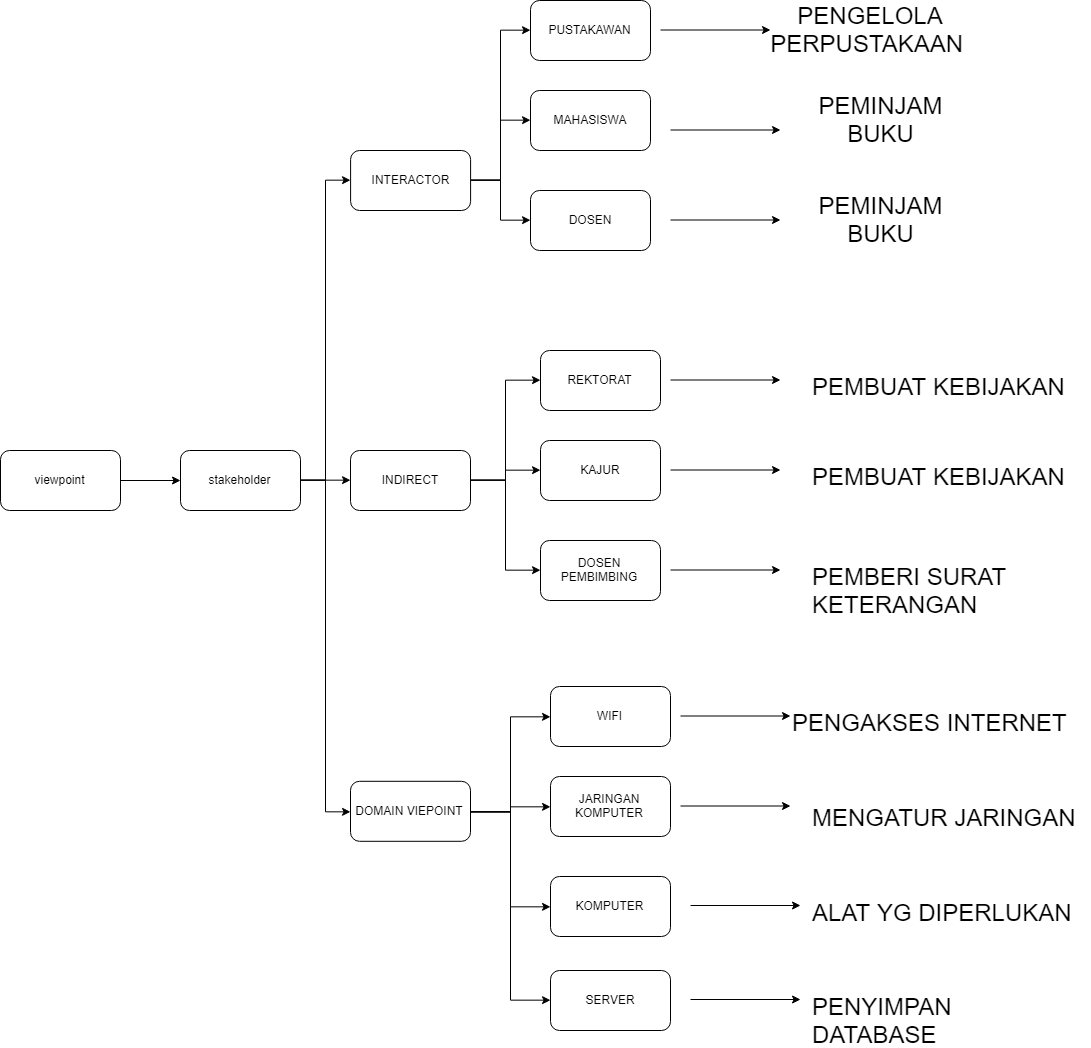 PUSTAKAWAN
PENGELOLA
PERPUSTAKAAN
MAHASISWA
PEMINJAM
BUKU
INTERACTOR
DOSEN
PEMINJAM
BUKU
REKTORAT
PEMBUAT KEBIJAKAN
viewpoint
stakeholder
INDIRECT
KAJUR
PEMBUAT KEBIJAKAN
DOSEN
PEMBIMBING
PEMBERI SURAT
KETERANGAN
WIFI
PENGAKSES INTERNET
DOMAIN VIEPOINT
JARINGAN
KOMPUTER
MENGATUR JARINGAN
KOMPUTER
ALAT YG DIPERLUKAN
SERVER
PENYIMPAN
DATABASE